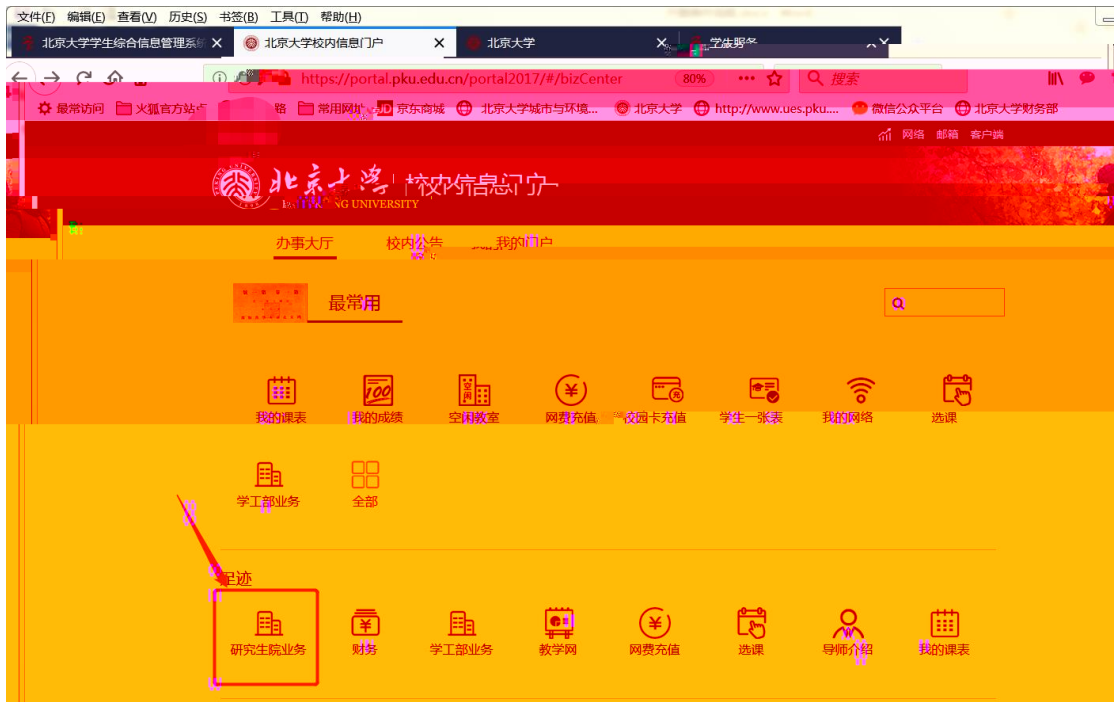 文件(F) 编辑(E) 查看(V) 历史(S) 书签(B) 工具(T) 帮助(H)
北京大学学生综合信息管理系统 北京大学校内信息门户 北京大学
https://portal.pku.edu.cn/portal2017/#/bizCenter 80% 搜索
最常访问 火狐官方站点 常用网址 JD 京东商城 北京大学城市与环境... 北京大学 http://www.ues.pku.... 微信公众平台 北京大学财务部
网络 邮箱 客户端
北京大学 校内信息门户
NG UNIVERSITY
办事大厅 校内公告 我的门户
最常用
100 空闲
我的课表 我的成绩 空闲教室 网费充值 校园卡充值 学生一张表 我的网络 选课
学工部业务 全部
足迹
研究生院业务 财务 学工部业务 教学网 网费充值 选课 导师介绍 我的课表